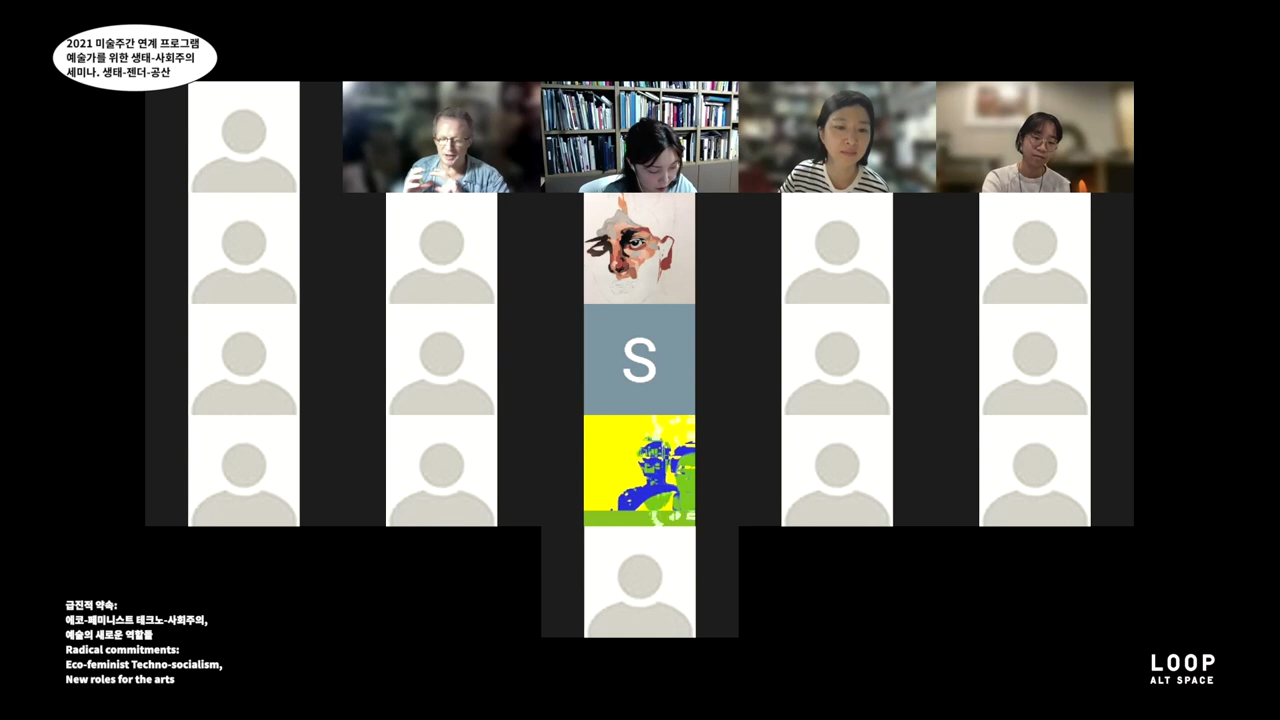 2021 미술주간 연계 프로그램
예술가를 위한 생태-사회주의
세미나. 생태-젠더-공산
S
급진적 약속:
에코-페미니스트 테크노-사회주의,
예술의 새로운 역할들
Radical commitments:
Eco-feminist Techno-socialism,
New roles for the arts
LOOP
ALT SPACE